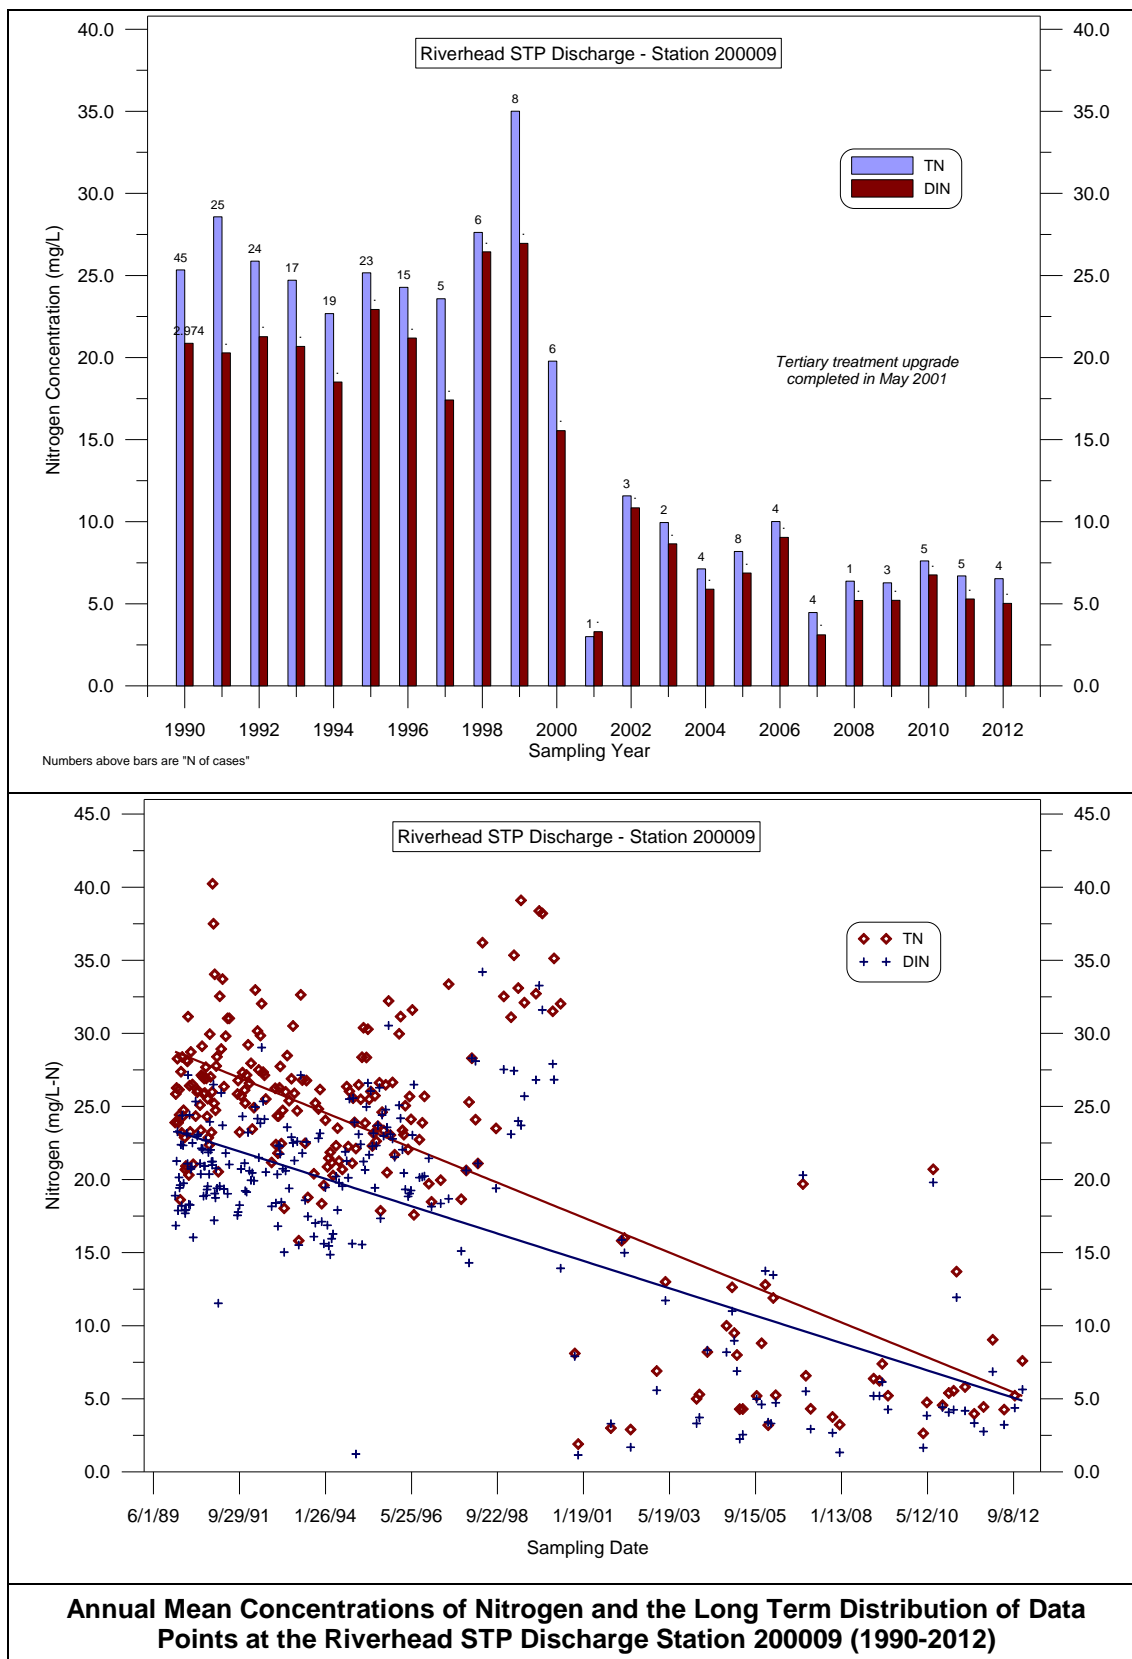 Riverhead STP Discharge - Station 200009
40.0 40.0
35.0 35.0
30.0 30.0
25.0 25.0
20.0 20.0
15.0 15.0
10.0 10.0
5.0 5.0
0.0 0.0
Nitrogen Concentration (mg/L)
TN
DIN
45 25 24 17 19 23 15 5 6 8 6 1 3 2 4 8 4 4 1 3 5 5 4
2.974
Tertiary treatment upgrade
completed in May 2001
1990 1992 1994 1996 1998 2000 2002 2004 2006 2008 2010 2012
Sampling Year
Numbers above bars are "N of cases"
Riverhead STP Discharge - Station 200009
45.0 45.0
40.0 40.0
35.0 35.0
30.0 30.0
25.0 25.0
20.0 20.0
15.0 15.0
10.0 10.0
5.0 5.0
0.0 0.0
Nitrogen (mg/L-N)
TN
DIN
6/1/89 9/29/91 1/26/94 5/25/96 9/22/98 1/19/01 5/19/03 9/15/05 1/13/08 5/12/10 9/8/12
Sampling Date
Annual Mean Concentrations of Nitrogen and the Long Term Distribution of Data
Points at the Riverhead STP Discharge Station 200009 (1990-2012)